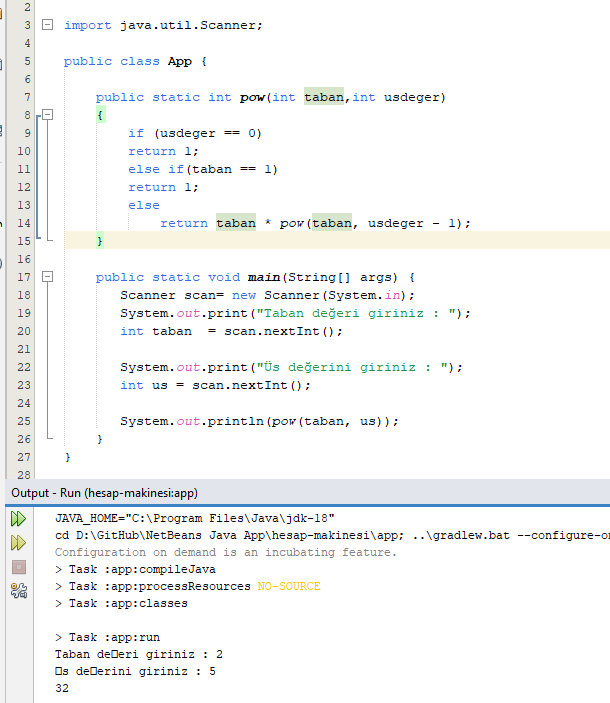 2
3 import java.util.Scanner;
4
5 public class App {
6
7 public static int pow(int taban,int usdeger)
8 {
9 if (usdeger == 0)
10 return 1;
11 else if(taban == 1)
12 return 1;
13 else
14 return taban * pow(taban, usdeger - 1);
15 }
16
17 public static void main(String[] args) {
18 Scanner scan= new Scanner(System.in);
19 System.out.print("Taban değeri giriniz : ");
20 int taban  = scan.nextInt();
21
22 System.out.print("Üs değerini giriniz : ");
23 int us = scan.nextInt();
24
25 System.out.println(pow(taban, us));
26 }
27 }
28
Output - Run (hesap-makinesi:app)
JAVA_HOME="C:\Program Files\Java\jdk-18"
cd D:\GitHub\NetBeans Java App\hesap-makinesi\app; ..\gradlew.bat --configure-on
Configuration on demand is an incubating feature.
> Task :app:compileJava
> Task :app:processResources NO-SOURCE
> Task :app:classes
> Task :app:run
Taban de□eri giriniz : 2
□s de□erini giriniz : 5
32